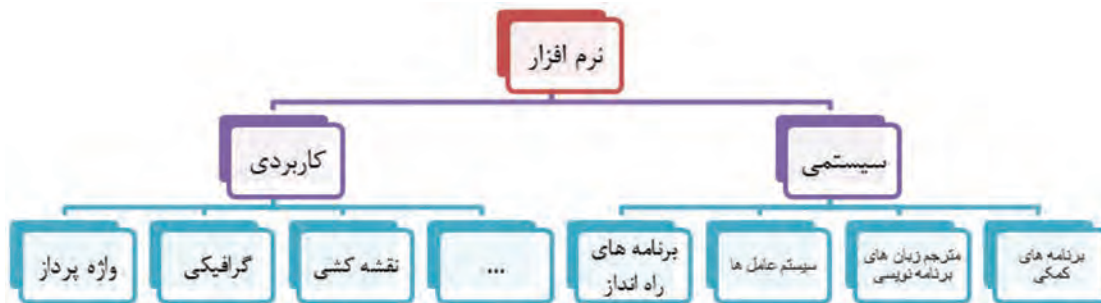 نرم افزار
سیستمی
کاربردی
برنامه های
کمکی
مترجم زبان های
برنامه نویسی
سیستم عامل ها
برنامه های
راه انداز
...
نقشه کشی
گرافیکی
واژه پرداز